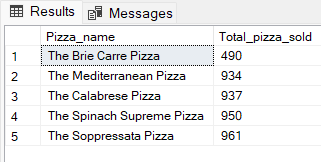 Results Messages
Pizza_name Total_pizza_sold
1 The Brie Carre Pizza 490
2 The Mediterranean Pizza 934
3 The Calabrese Pizza 937
4 The Spinach Supreme Pizza 950
5 The Soppressata Pizza 961